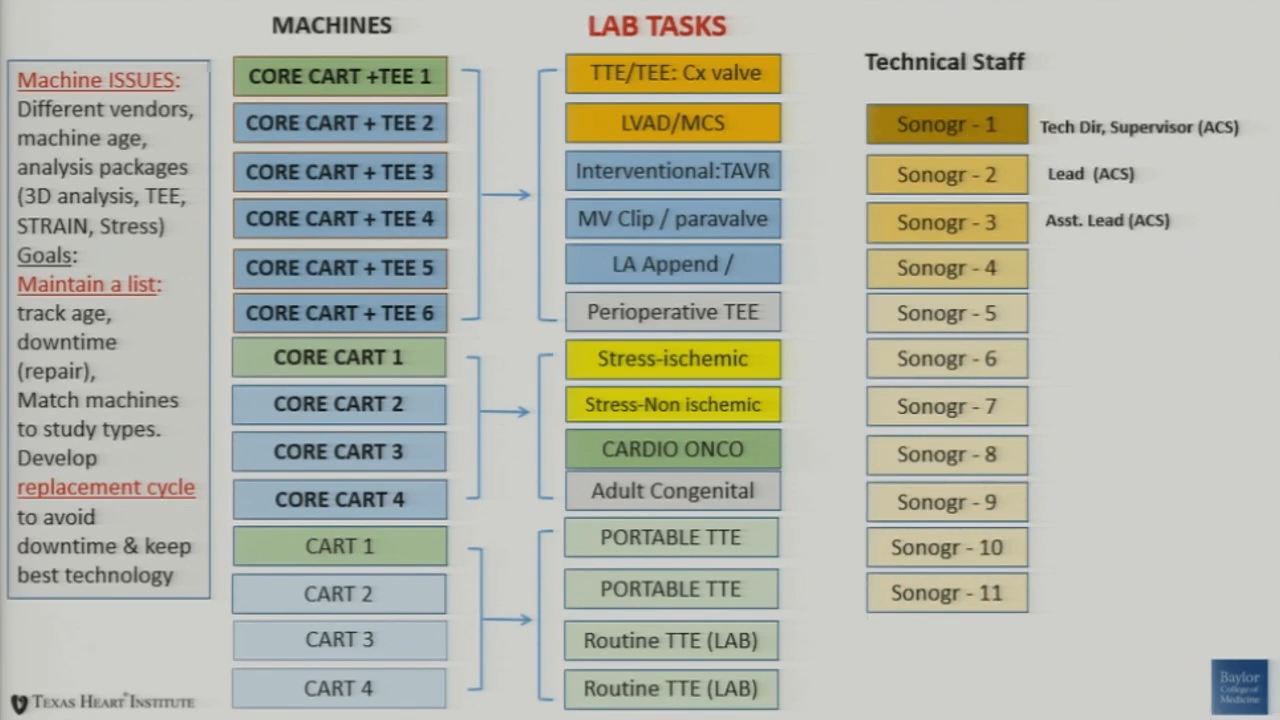 MACHINES
LAB TASKS
Technical Staff
Machine ISSUES:
Different vendors,
machine age,
analysis packages
(3D analysis, TEE,
STRAIN, Stress)
Goals:
Maintain a list:
track age,
downtime
(repair),
Match machines
to study types.
Develop
replacement cycle
to avoid
downtime & keep
best technology
CORE CART +TEE 1
CORE CART + TEE 2
CORE CART + TEE 3
CORE CART + TEE 4
CORE CART + TEE 5
CORE CART + TEE 6
CORE CART 1
CORE CART 2
CORE CART 3
CORE CART 4
CART 1
CART 2
CART 3
CART 4
TTE/TEE: Cx valve
LVAD/MCS
Interventional:TAVR
MV Clip / paravalve
LA Append /
Perioperative TEE
Stress-ischemic
Stress-Non ischemic
CARDIO ONCO
Adult Congenital
PORTABLE TTE
PORTABLE TTE
Routine TTE (LAB)
Routine TTE (LAB)
Sonogr - 1
Tech Dir, Supervisor (ACS)
Sonogr - 2
Lead (ACS)
Sonogr - 3
Asst. Lead (ACS)
Sonogr - 4
Sonogr - 5
Sonogr - 6
Sonogr - 7
Sonogr - 8
Sonogr - 9
Sonogr - 10
Sonogr - 11
TEXAS HEART® INSTITUTE
Baylor
College of
Medicine